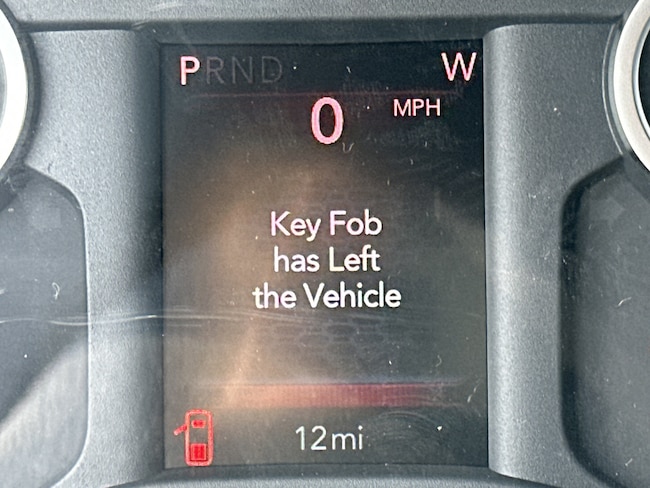 PRND W
0 MPH
Key Fob
has Left
the Vehicle
12mi